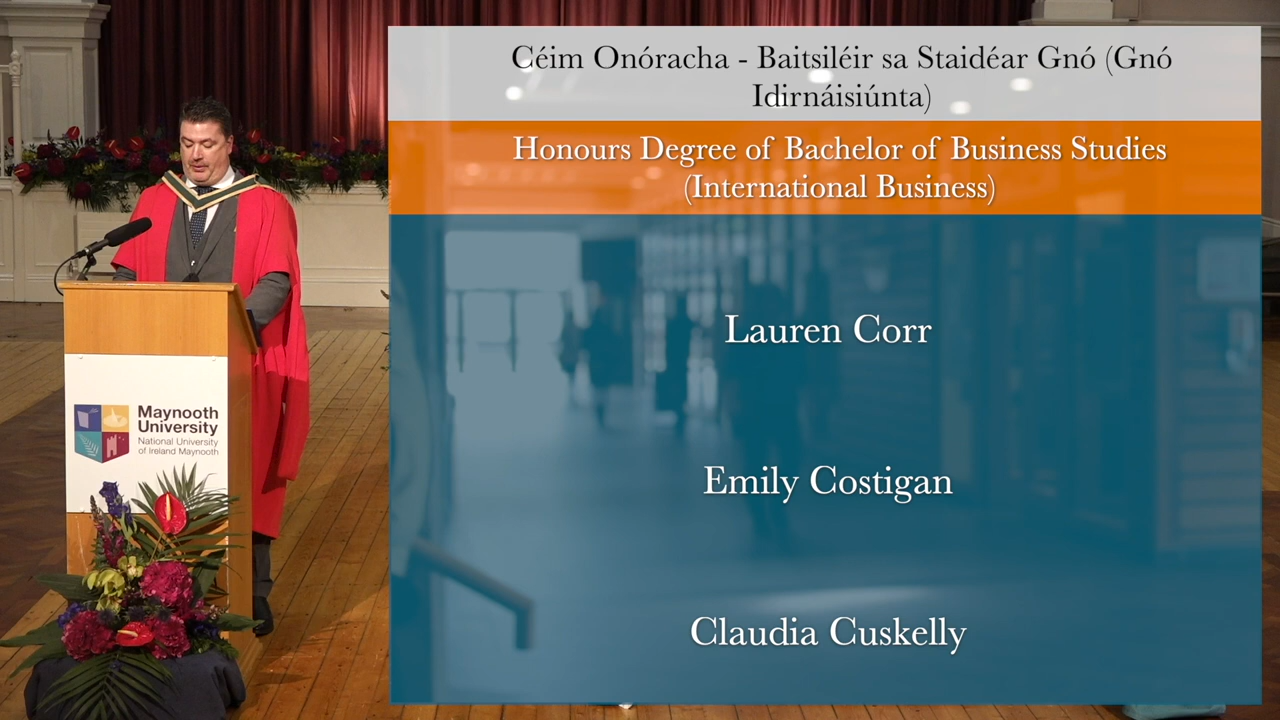 Céim Onóracha - Baitsiléir sa Staidéar Gnó (Gnó
Idirnáisiúnta)
Honours Degree of Bachelor of Business Studies
(International Business)
Lauren Corr
Emily Costigan
Claudia Cuskelly
Maynooth
University
National University
of Ireland Maynooth